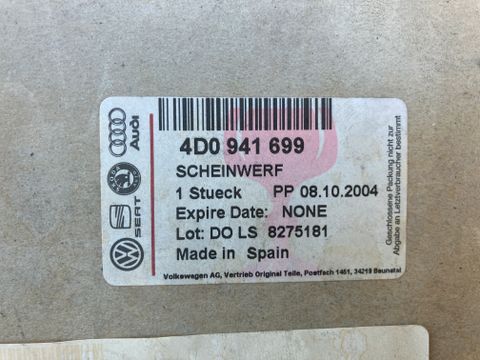 Audi
SEAT
4D0 941 699
SCHEINWERF
1 Stueck PP 08.10.2004
Expire Date: NONE
Lot: DO LS 8275181
Made in Spain
Volkswagen AG, Vertrieb Original Teile, Postfach 1451, 34219 Baunatal
Geschlossene Packung nicht zur
Abgabe an Letztverbraucher bestimmt